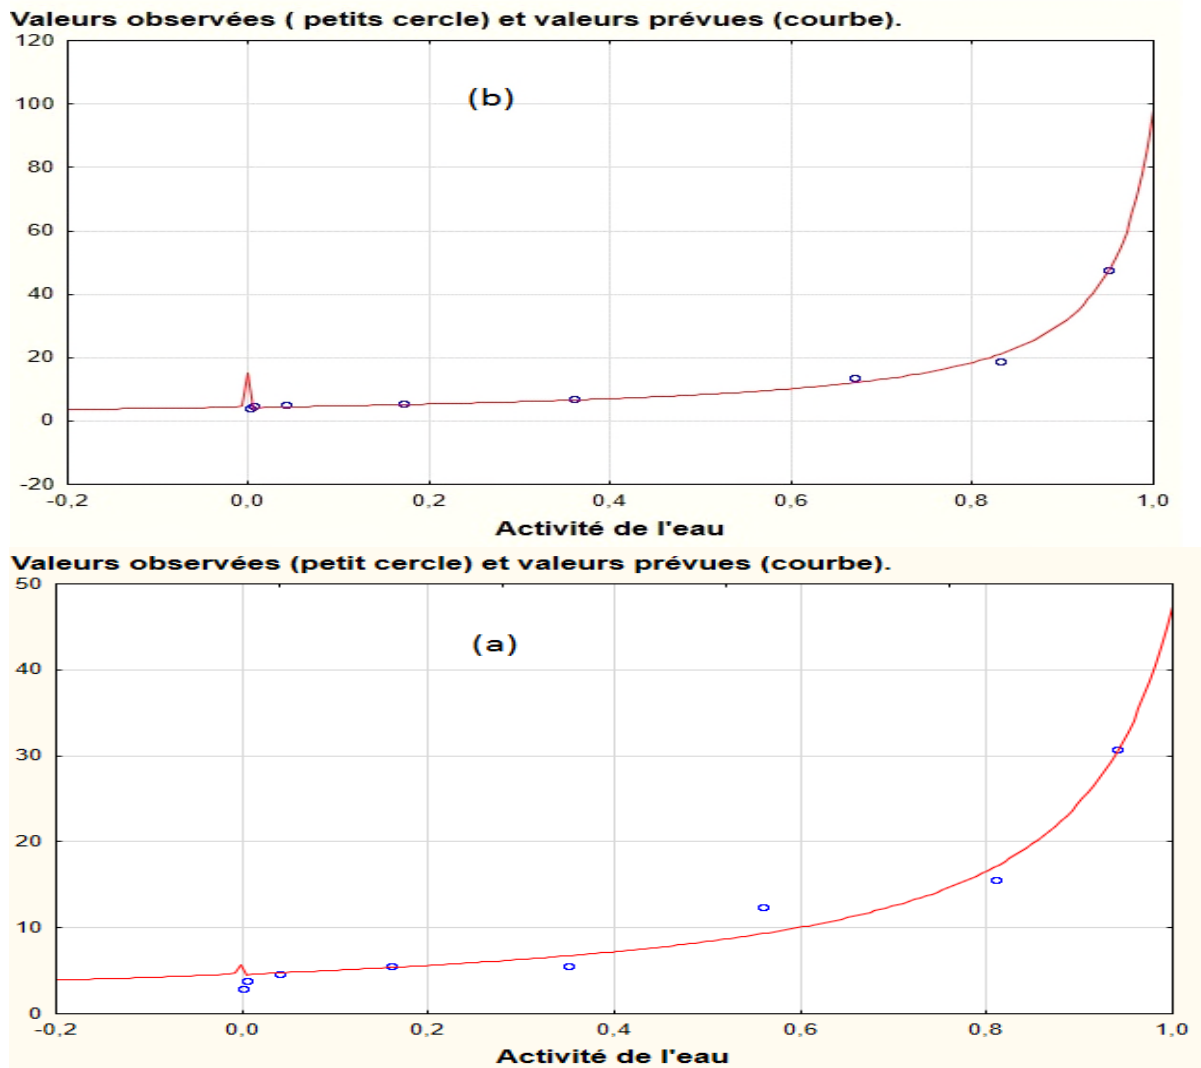 Valeurs observées ( petits cercle) et valeurs prévues (courbe).
120
(b)
100
80
60
40
20
0
-20
-0,2 0,0 0,2 0,4 0,6 0,8 1,0
Activité de l'eau
Valeurs observées (petit cercle) et valeurs prévues (courbe).
50
(a)
40
30
20
10
0
-0,2 0,0 0,2 0,4 0,6 0,8 1,0
Activité de l'eau